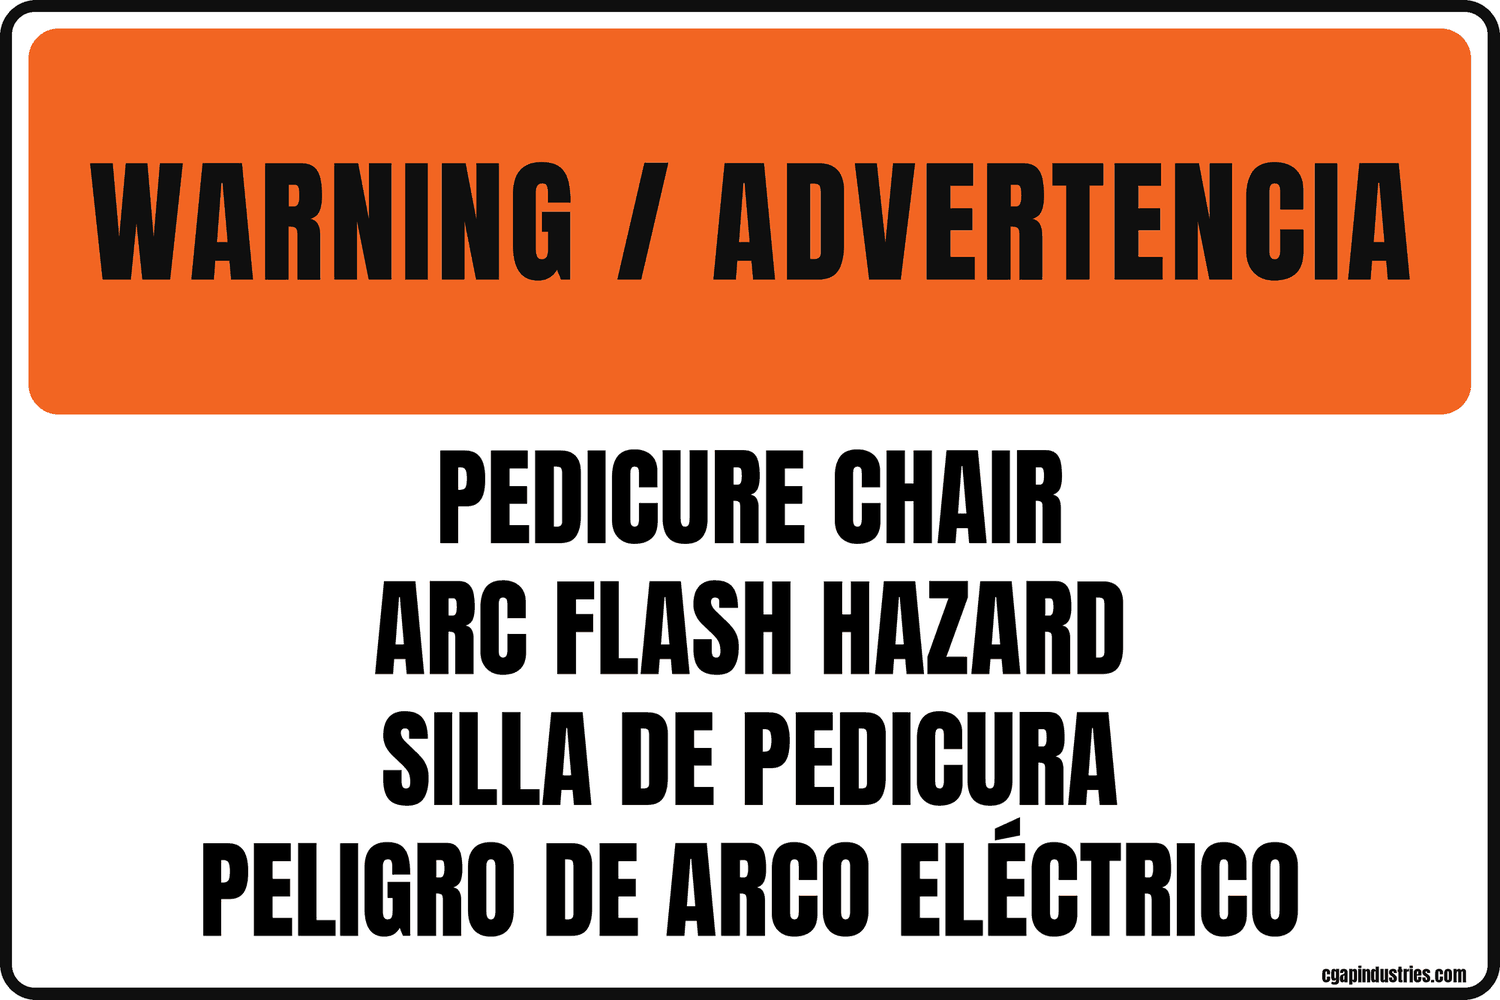 WARNING / ADVERTENCIA
PEDICURE CHAIR
ARC FLASH HAZARD
SILLA DE PEDICURA
PELIGRO DE ARCO ELÉCTRICO
cgapindustries.com